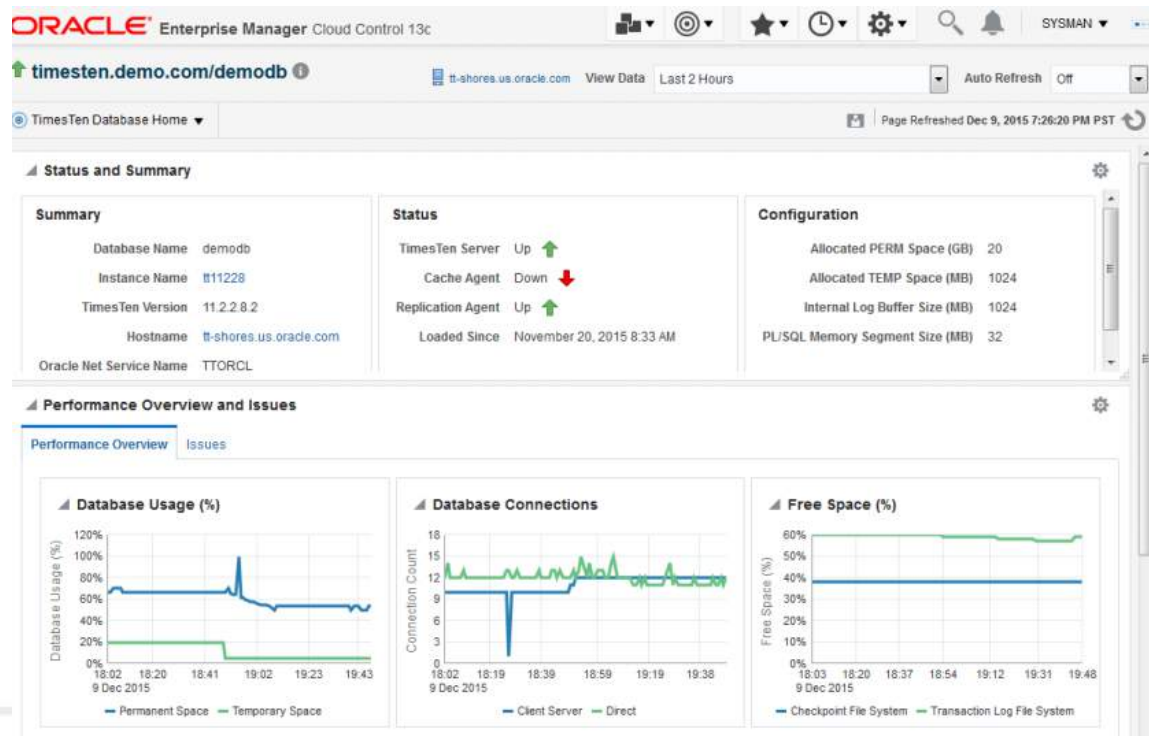 ORACLE Enterprise Manager Cloud Control 13c
SYSMAN
timesten.demo.com/demodb
tt-shores.us.oracle.com View Data Last 2 Hours Auto Refresh Off
TimesTen Database Home
Page Refreshed Dec 9, 2015 7:26:20 PM PST
Status and Summary
Summary
Database Name demodb
Instance Name tt11228
TimesTen Version 11.2.2.8.2
Hostname tt-shores.us.oracle.com
Oracle Net Service Name TTORCL
Status
TimesTen Server Up
Cache Agent Down
Replication Agent Up
Loaded Since November 20, 2015 8:33 AM
Configuration
Allocated PERM Space (GB) 20
Allocated TEMP Space (MB) 1024
Internal Log Buffer Size (MB) 1024
PL/SQL Memory Segment Size (MB) 32
Performance Overview and Issues
Performance Overview Issues
Database Usage (%)
Database Usage (%)
120%
100%
80%
60%
40%
20%
0%
18:02 18:20 18:41 19:02 19:23 19:43
9 Dec 2015
Permanent Space Temporary Space
Database Connections
Connection Count
18
15
12
9
6
3
0
18:02 18:19 18:39 18:59 19:19 19:38
9 Dec 2015
Client Server Direct
Free Space (%)
Free Space (%)
60%
50%
40%
30%
20%
10%
0%
18:03 18:20 18:37 18:54 19:12 19:31 19:48
9 Dec 2015
Checkpoint File System Transaction Log File System